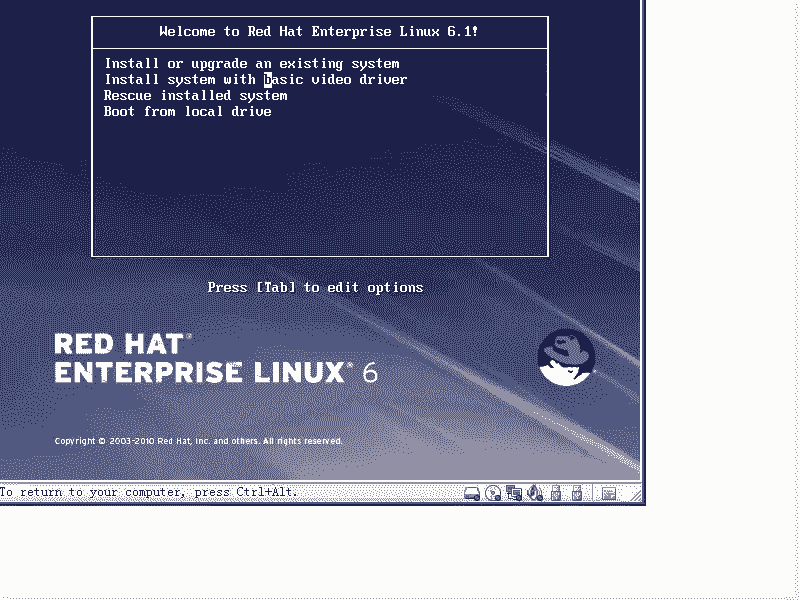 Welcome to Red Hat Enterprise Linux 6.1!
Install or upgrade an existing system
Install system with basic video driver
Rescue installed system
Boot from local drive
Press [Tab] to edit options
RED HAT®
ENTERPRISE LINUX® 6
Copyright © 2003-2010 Red Hat, Inc. and others. All rights reserved.
To return to your computer, press Ctrl+Alt.